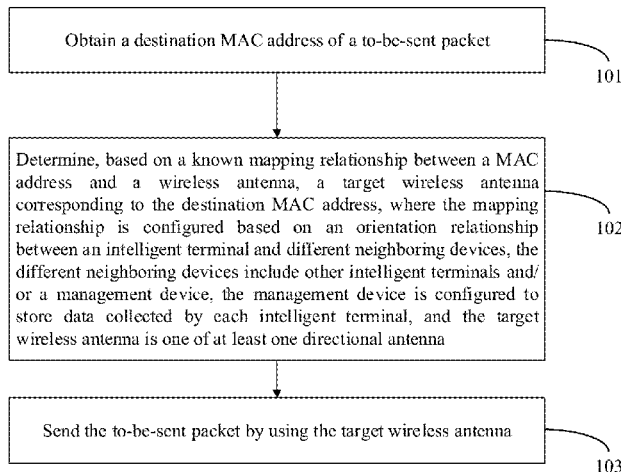 Obtain a destination MAC address of a to-be-sent packet
101
Determine, based on a known mapping relationship between a MAC
address and a wireless antenna, a target wireless antenna
corresponding to the destination MAC address, where the mapping
relationship is configured based on an orientation relationship
between an intelligent terminal and different neighboring devices, the
different neighboring devices include other intelligent terminals and/
or a management device, the management device is configured to
store data collected by each intelligent terminal, and the target
wireless antenna is one of at least one directional antenna
102
Send the to-be-sent packet by using the target wireless antenna
103